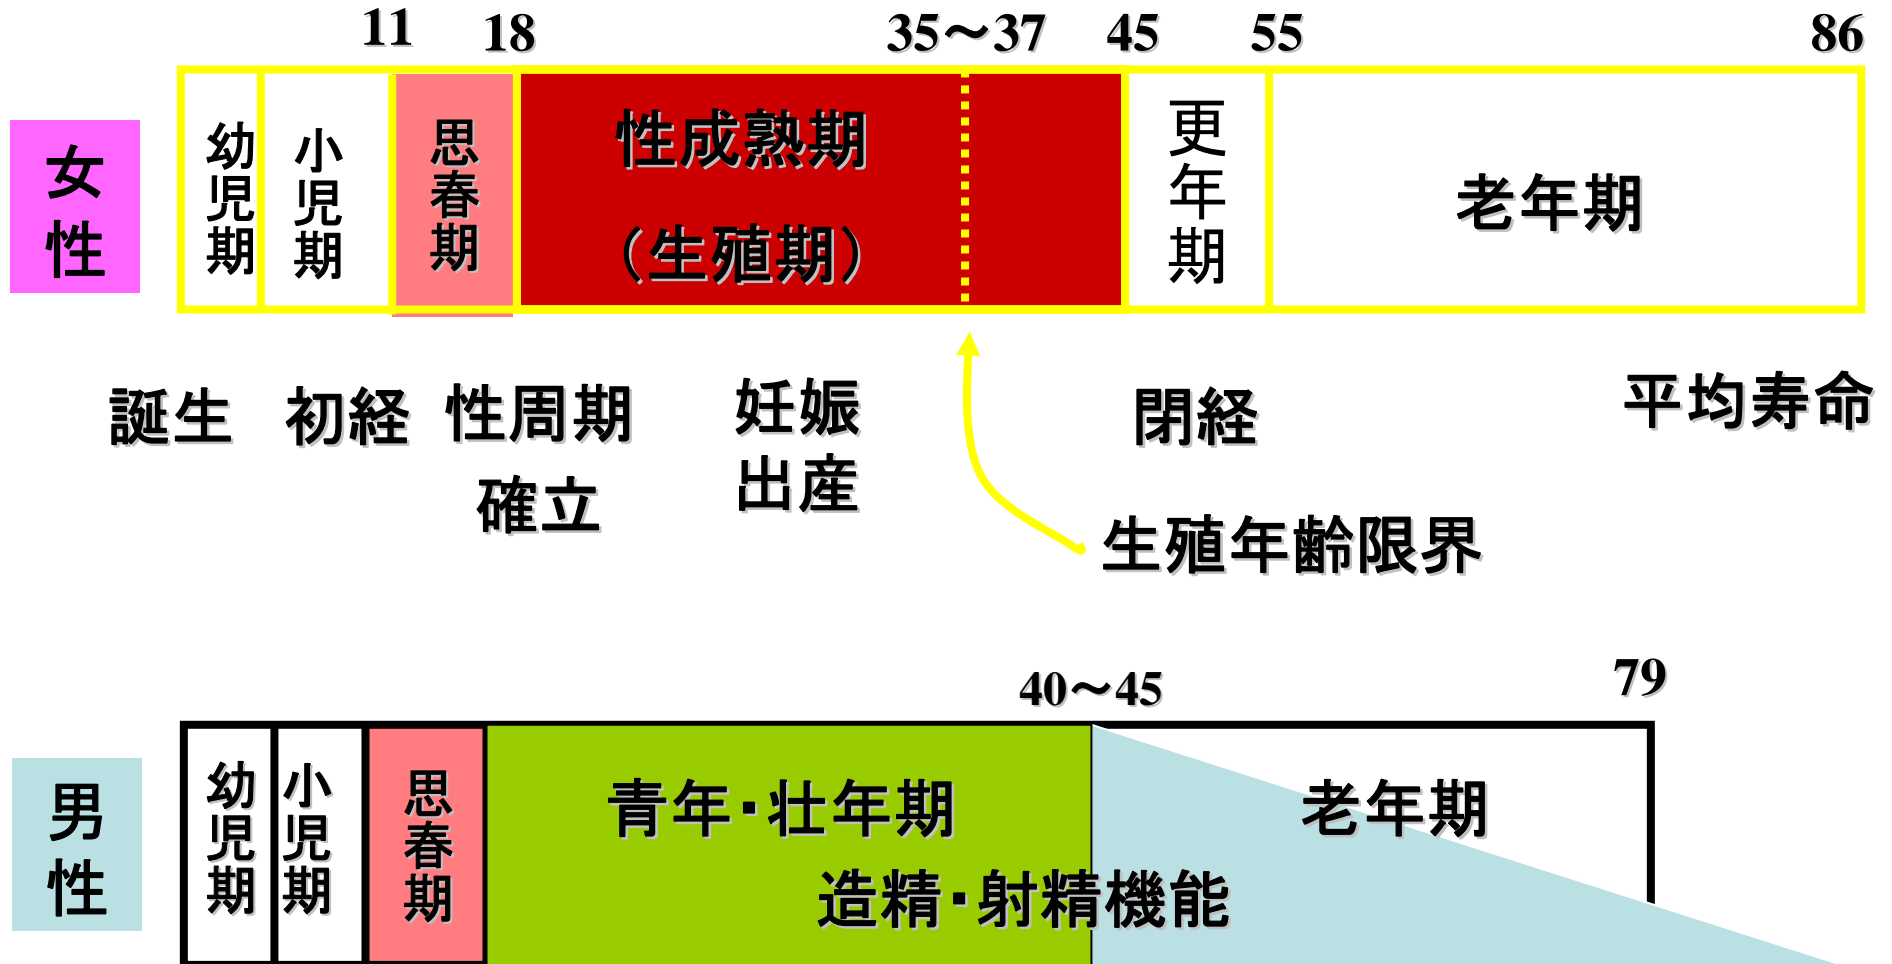 11
18
35～37
45
55
86
女性
幼児期
小児期
思春期
性成熟期
（生殖期）
更年期
老年期
誕生
初経
性周期
確立
妊娠
出産
閉経
平均寿命
生殖年齢限界
40～45
79
男性
幼児期
小児期
思春期
青年・壮年期
老年期
造精・射精機能